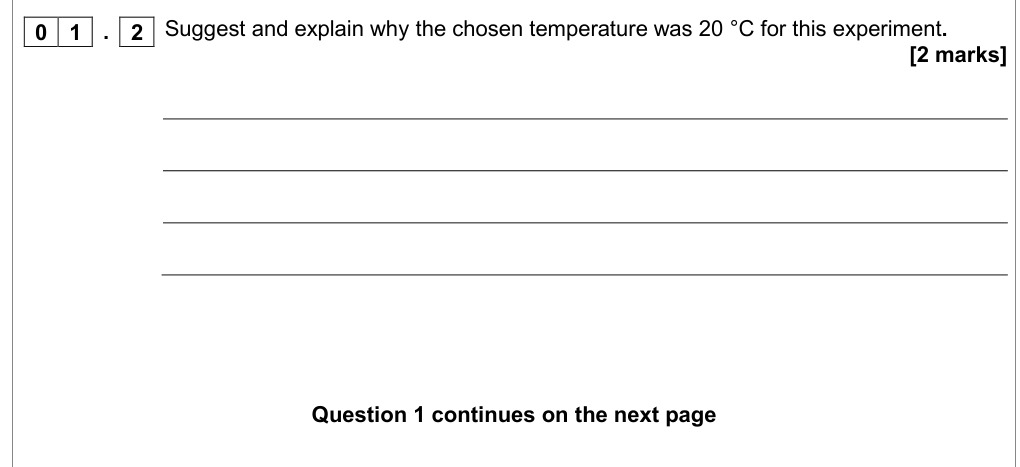 0 1 . 2 Suggest and explain why the chosen temperature was 20 °C for this experiment.
[2 marks]
Question 1 continues on the next page